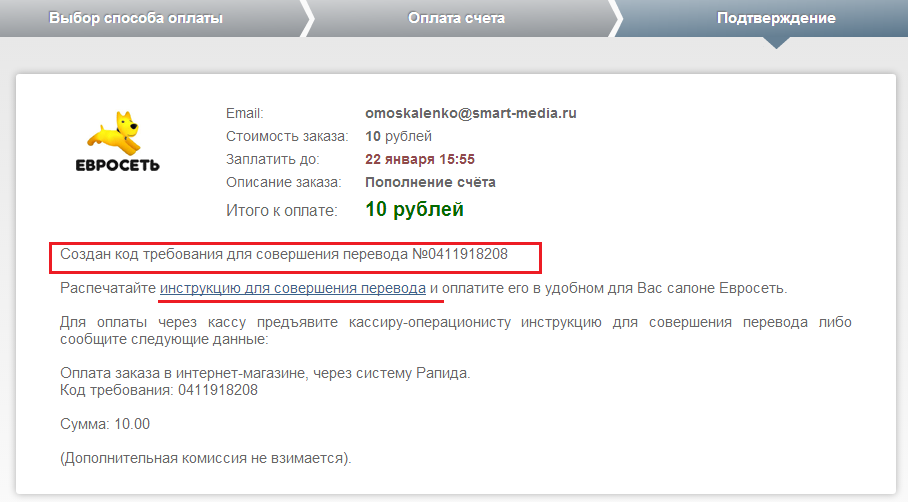 Выбор способа оплаты
Оплата счета
Подтверждение
Email: omoskalenko@smart-media.ru
Стоимость заказа: 10 рублей
Заплатить до: 22 января 15:55
Описание заказа: Пополнение счёта
Итого к оплате: 10 рублей
ЕВРОСЕТЬ
Создан код требования для совершения перевода №0411918208
Распечатайте инструкцию для совершения перевода и оплатите его в удобном для Вас салоне Евросеть.
Для оплаты через кассу предъявите кассиру-операционисту инструкцию для совершения перевода либо
сообщите следующие данные:
Оплата заказа в интернет-магазине, через систему Рапида.
Код требования: 0411918208
Сумма: 10.00
(Дополнительная комиссия не взимается).